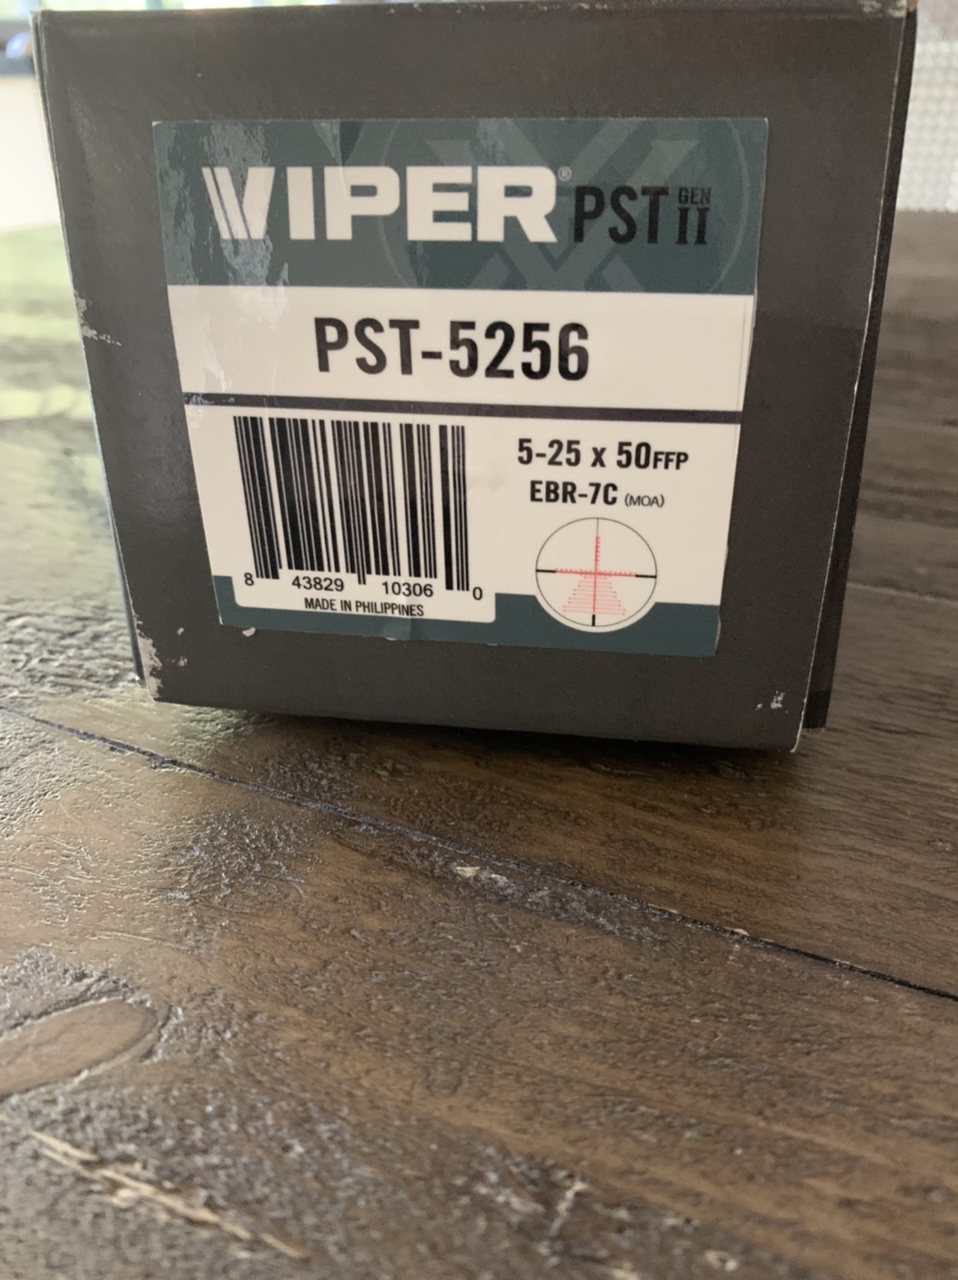 VIPER® PST GEN II
PST-5256
5-25 x 50FFP
EBR-7C (MOA)
8 43829 10306 0
MADE IN PHILIPPINES